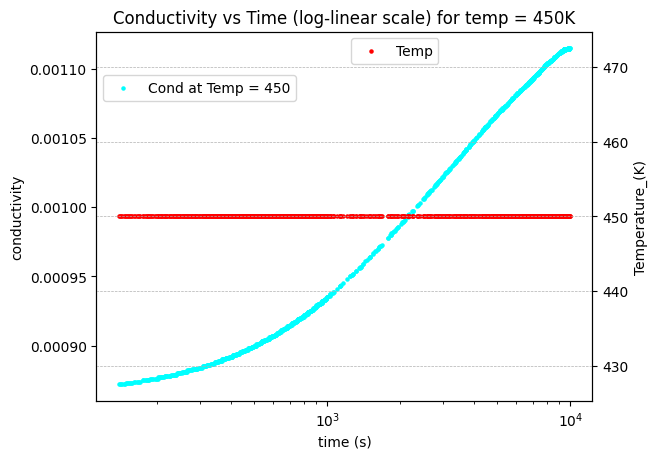 Conductivity vs Time (log-linear scale) for temp = 450K
Temp
Cond at Temp = 450
conductivity
0.00110
0.00105
0.00100
0.00095
0.00090
470
460
450
440
430
Temperature_(K)
10³
10⁴
time (s)